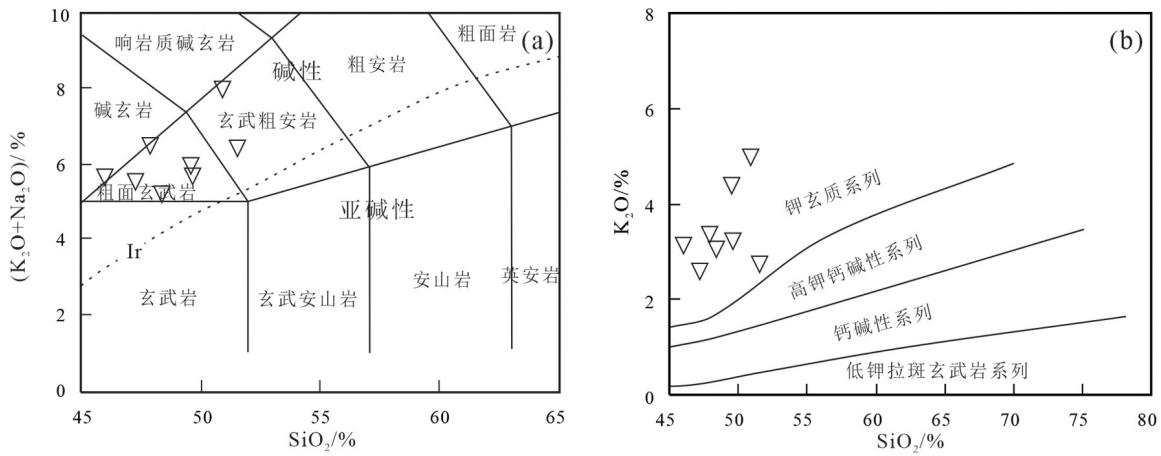 (a)
响岩质碱玄岩
粗面岩
碱性
粗安岩
碱玄岩
玄武粗安岩
粗面玄武岩
亚碱性
Ir
玄武岩
玄武安山岩
安山岩
英安岩
10
8
6
4
2
0
45
50
55
60
65
(K₂O+Na₂O)/%
SiO₂/%
(b)
钾玄质系列
高钾钙碱性系列
钙碱性系列
低钾拉斑玄武岩系列
8
6
4
2
0
45
50
55
60
65
70
75
80
K₂O/%
SiO₂/%